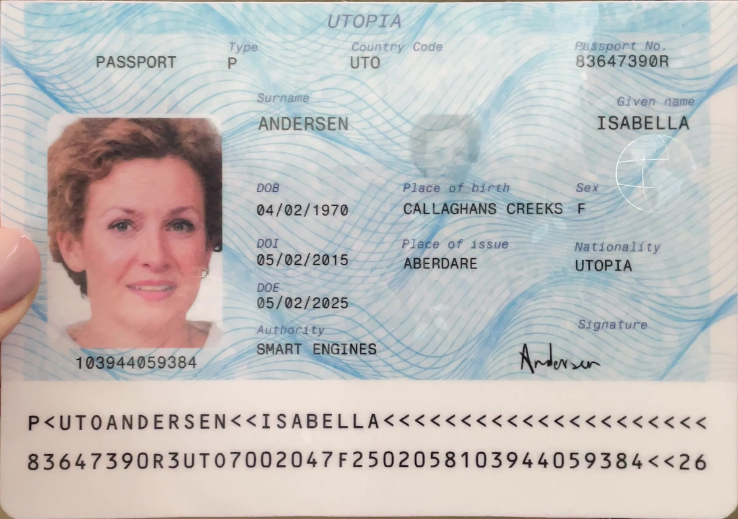 UTOPIA
Type Country Code Passport No.
PASSPORT P UTO 83647390R
Surname Given name
ANDERSEN ISABELLA
DOB Place of birth Sex
04/02/1970 CALLAGHANS CREEKS F
DOI Place of issue Nationality
05/02/2015 ABERDARE UTOPIA
DOE
05/02/2025
Authority Signature
SMART ENGINES Andersen
103944059384
P<UTOANDERSEN<<ISABELLA<<<<<<<<<<<<<<<<<<<<<
83647390R3UTO7002047F2502058103944059384<<26